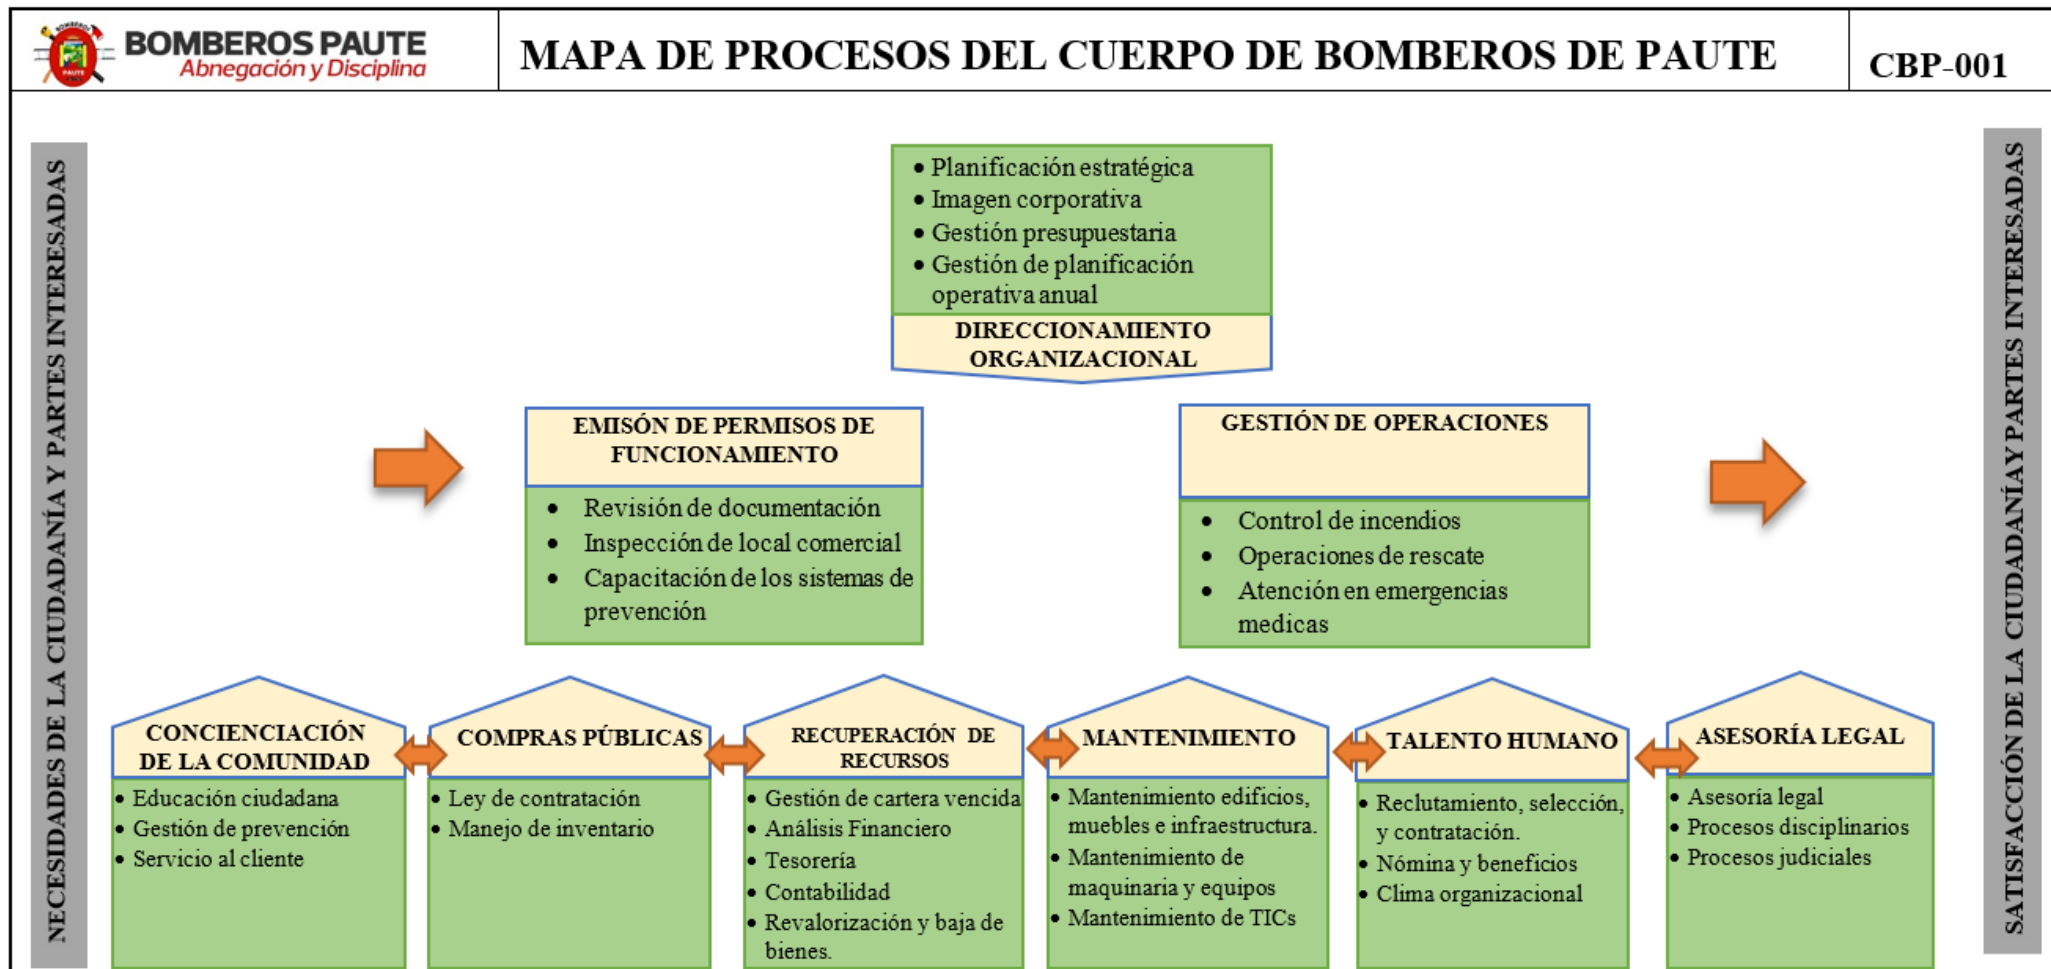 BOMBEROS PAUTE
Abnegación y Disciplina
PAUTE
MAPA DE PROCESOS DEL CUERPO DE BOMBEROS DE PAUTE
CBP-001
NECESIDADES DE LA CIUDADANÍA Y PARTES INTERESADAS
• Planificación estratégica
• Imagen corporativa
• Gestión presupuestaria
• Gestión de planificación
operativa anual
DIRECCIONAMIENTO
ORGANIZACIONAL
EMISÓN DE PERMISOS DE
FUNCIONAMIENTO
• Revisión de documentación
• Inspección de local comercial
• Capacitación de los sistemas de
prevención
GESTIÓN DE OPERACIONES
• Control de incendios
• Operaciones de rescate
• Atención en emergencias
medicas
CONCIENCIACIÓN
DE LA COMUNIDAD
• Educación ciudadana
• Gestión de prevención
• Servicio al cliente
COMPRAS PÚBLICAS
• Ley de contratación
• Manejo de inventario
RECUPERACIÓN DE
RECURSOS
• Gestión de cartera vencida
• Análisis Financiero
• Tesorería
• Contabilidad
• Revalorización y baja de
bienes.
MANTENIMIENTO
• Mantenimiento edificios,
muebles e infraestructura.
• Mantenimiento de
maquinaria y equipos
• Mantenimiento de TICs
TALENTO HUMANO
• Reclutamiento, selección,
y contratación.
• Nómina y beneficios
• Clima organizacional
ASESORÍA LEGAL
• Asesoría legal
• Procesos disciplinarios
• Procesos judiciales
SATISFACCIÓN DE LA CIUDADANÍAY PARTES INTERESADAS